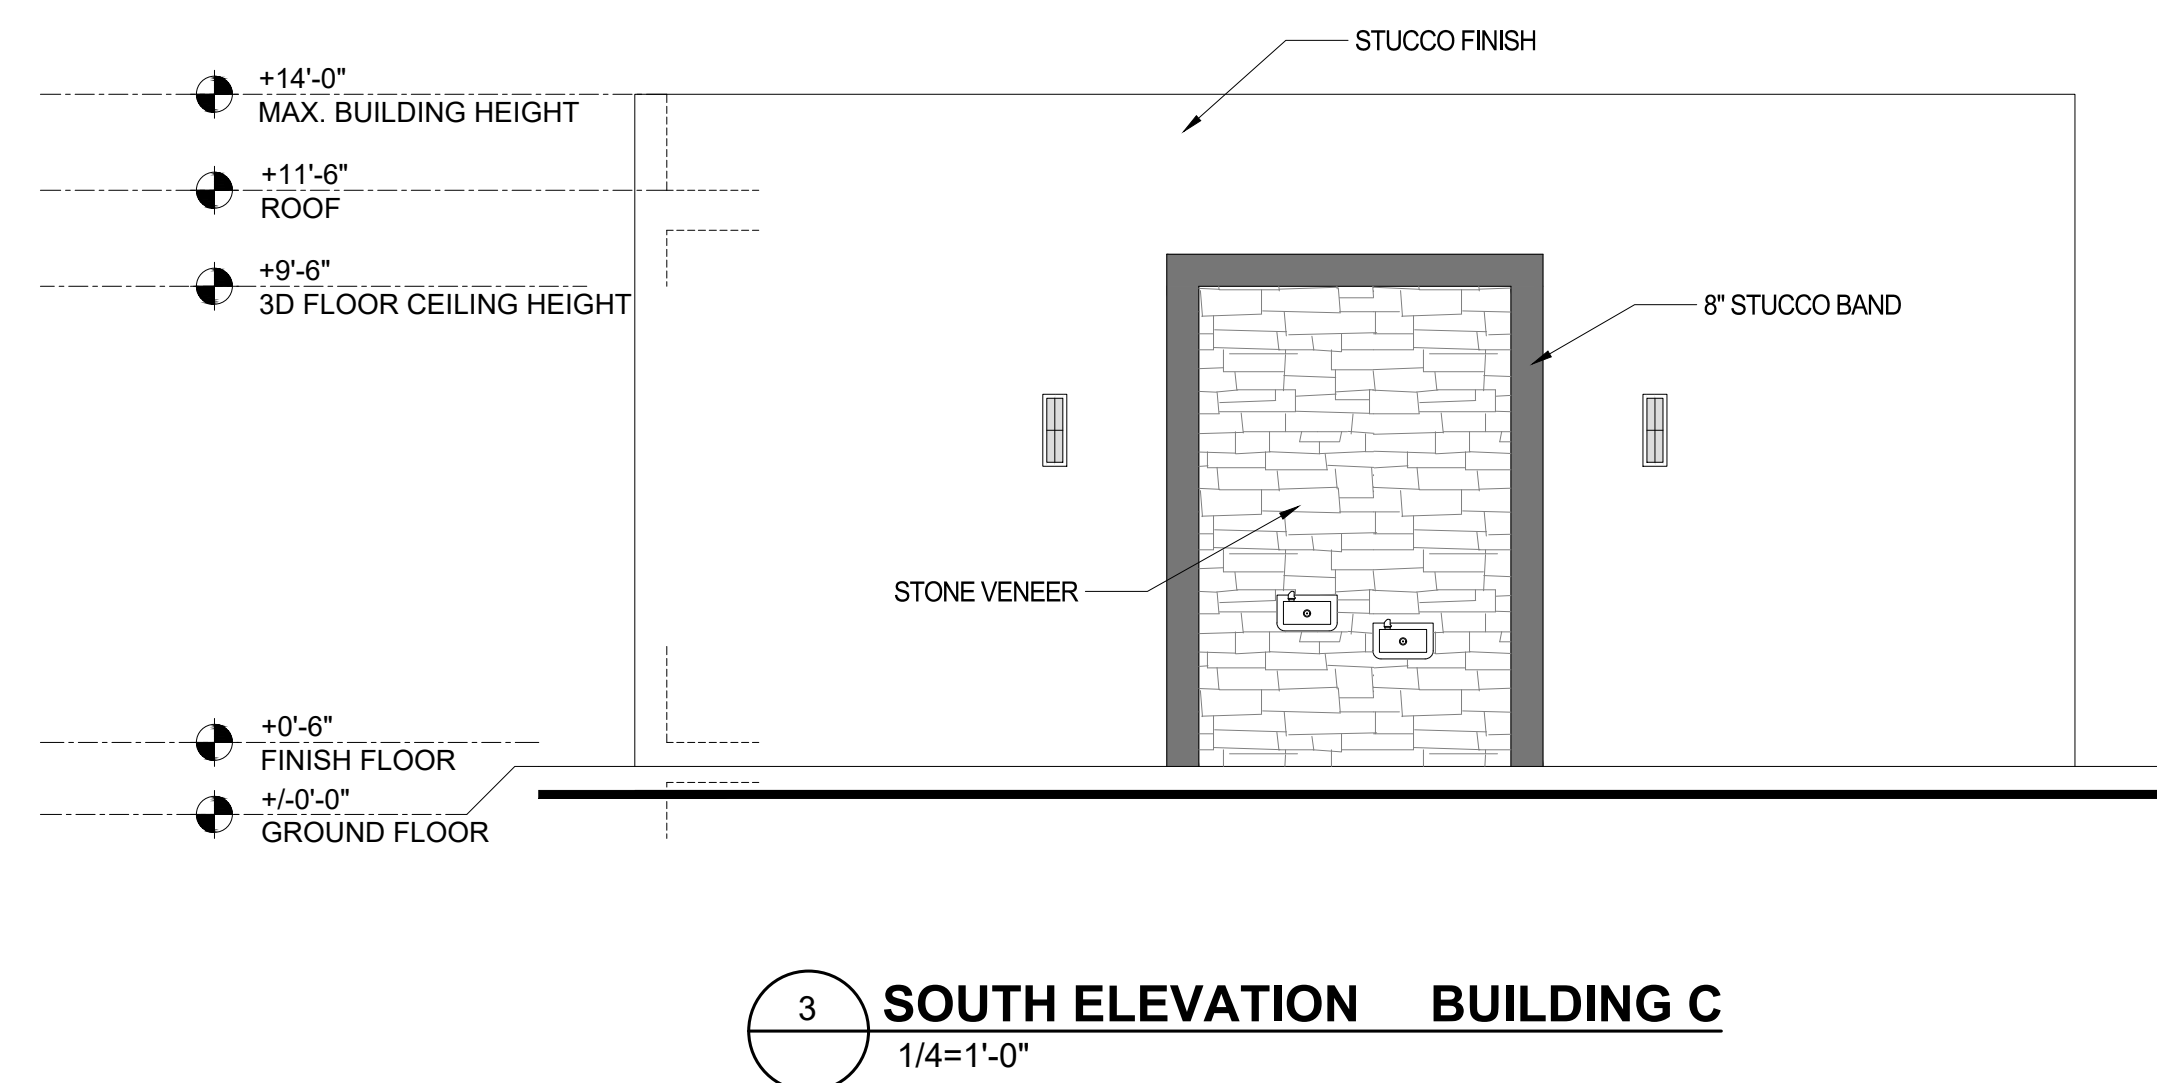 STUCCO FINISH
+14'-0"
MAX. BUILDING HEIGHT
+11'-6"
ROOF
+9'-6"
3D FLOOR CEILING HEIGHT
8" STUCCO BAND
STONE VENEER
+0'-6"
FINISH FLOOR
+/-0'-0"
GROUND FLOOR
3
SOUTH ELEVATION BUILDING C
1/4=1'-0"